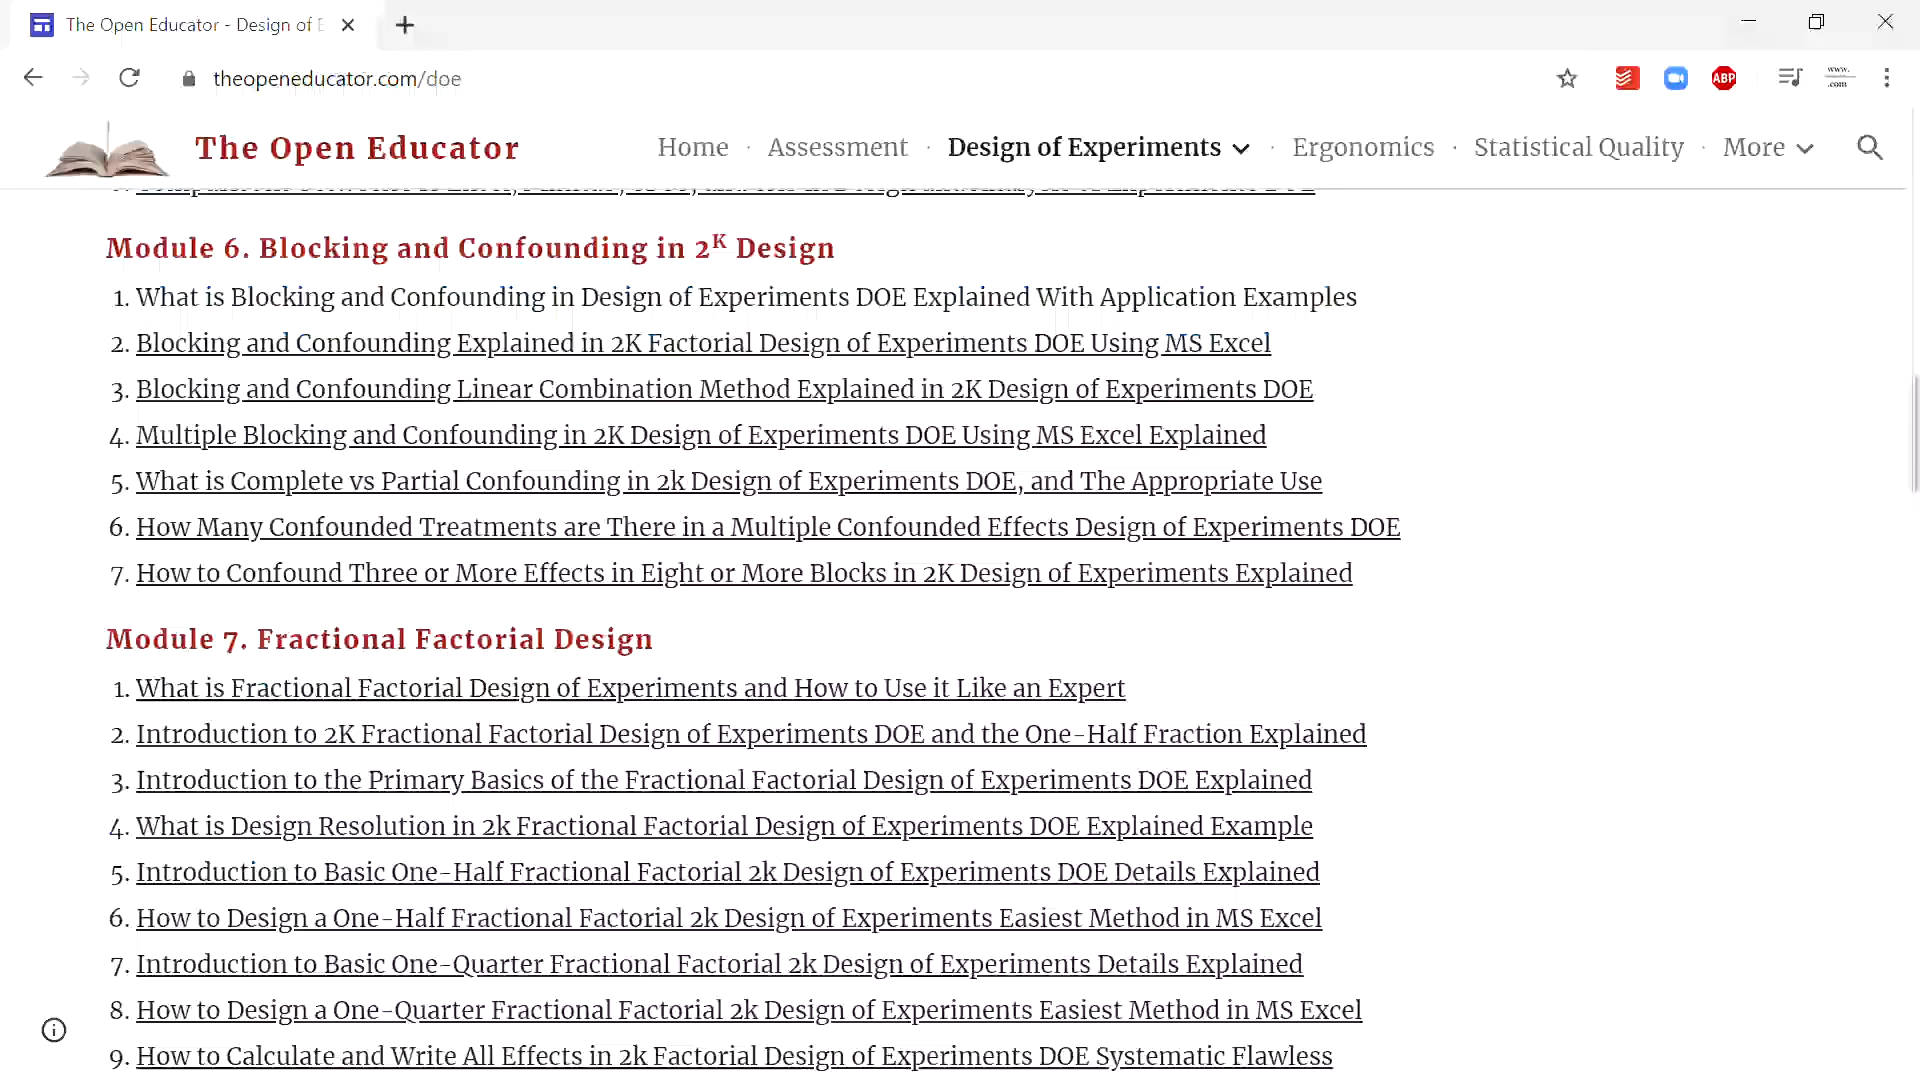 The Open Educator - Design of E
theopeneducator.com/doe
ABP
www.
.com
The Open Educator
Home · Assessment · Design of Experiments · Ergonomics · Statistical Quality · More
Module 6. Blocking and Confounding in 2ᴷ Design
1. What is Blocking and Confounding in Design of Experiments DOE Explained With Application Examples
2. Blocking and Confounding Explained in 2K Factorial Design of Experiments DOE Using MS Excel
3. Blocking and Confounding Linear Combination Method Explained in 2K Design of Experiments DOE
4. Multiple Blocking and Confounding in 2K Design of Experiments DOE Using MS Excel Explained
5. What is Complete vs Partial Confounding in 2k Design of Experiments DOE, and The Appropriate Use
6. How Many Confounded Treatments are There in a Multiple Confounded Effects Design of Experiments DOE
7. How to Confound Three or More Effects in Eight or More Blocks in 2K Design of Experiments Explained
Module 7. Fractional Factorial Design
1. What is Fractional Factorial Design of Experiments and How to Use it Like an Expert
2. Introduction to 2K Fractional Factorial Design of Experiments DOE and the One-Half Fraction Explained
3. Introduction to the Primary Basics of the Fractional Factorial Design of Experiments DOE Explained
4. What is Design Resolution in 2k Fractional Factorial Design of Experiments DOE Explained Example
5. Introduction to Basic One-Half Fractional Factorial 2k Design of Experiments DOE Details Explained
6. How to Design a One-Half Fractional Factorial 2k Design of Experiments Easiest Method in MS Excel
7. Introduction to Basic One-Quarter Fractional Factorial 2k Design of Experiments Details Explained
8. How to Design a One-Quarter Fractional Factorial 2k Design of Experiments Easiest Method in MS Excel
9. How to Calculate and Write All Effects in 2k Factorial Design of Experiments DOE Systematic Flawless